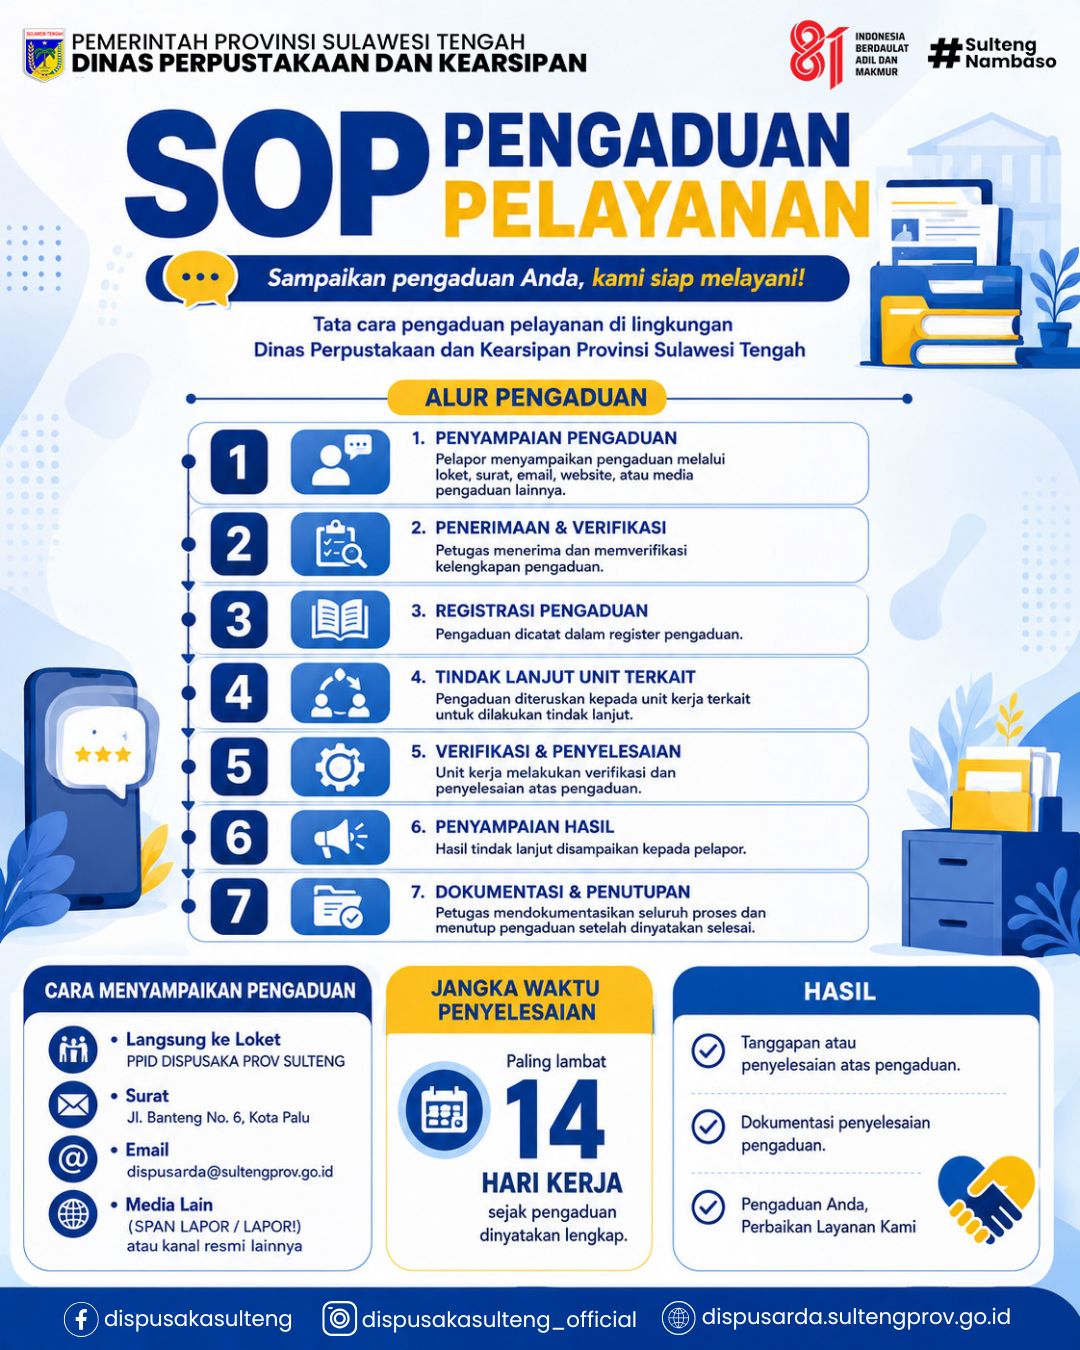 SULAWESI TENGAH
PEMERINTAH PROVINSI SULAWESI TENGAH
DINAS PERPUSTAKAAN DAN KEARSIPAN
81
INDONESIA
BERDAULAT
ADIL DAN
MAKMUR
#Sulteng
Nambaso
SOP PENGADUAN
PELAYANAN
Sampaikan pengaduan Anda, kami siap melayani!
Tata cara pengaduan pelayanan di lingkungan
Dinas Perpustakaan dan Kearsipan Provinsi Sulawesi Tengah
ALUR PENGADUAN
1
1. PENYAMPAIAN PENGADUAN
Pelapor menyampaikan pengaduan melalui
loket, surat, email, website, atau media
pengaduan lainnya.
2
2. PENERIMAAN & VERIFIKASI
Petugas menerima dan memverifikasi
kelengkapan pengaduan.
3
3. REGISTRASI PENGADUAN
Pengaduan dicatat dalam register pengaduan.
4
4. TINDAK LANJUT UNIT TERKAIT
Pengaduan diteruskan kepada unit kerja terkait
untuk dilakukan tindak lanjut.
5
5. VERIFIKASI & PENYELESAIAN
Unit kerja melakukan verifikasi dan
penyelesaian atas pengaduan.
6
6. PENYAMPAIAN HASIL
Hasil tindak lanjut disampaikan kepada pelapor.
7
7. DOKUMENTASI & PENUTUPAN
Petugas mendokumentasikan seluruh proses dan
menutup pengaduan setelah dinyatakan selesai.
CARA MENYAMPAIKAN PENGADUAN
• Langsung ke Loket
PPID DISPUSAKA PROV SULTENG
• Surat
Jl. Banteng No. 6, Kota Palu
• Email
dispusarda@sultengprov.go.id
• Media Lain
(SPAN LAPOR / LAPOR!)
atau kanal resmi lainnya
JANGKA WAKTU
PENYELESAIAN
Paling lambat
14
HARI KERJA
sejak pengaduan
dinyatakan lengkap.
HASIL
Tanggapan atau
penyelesaian atas pengaduan.
Dokumentasi penyelesaian
pengaduan.
Pengaduan Anda,
Perbaikan Layanan Kami
dispusakasulteng
dispusakasulteng_official
dispusarda.sultengprov.go.id